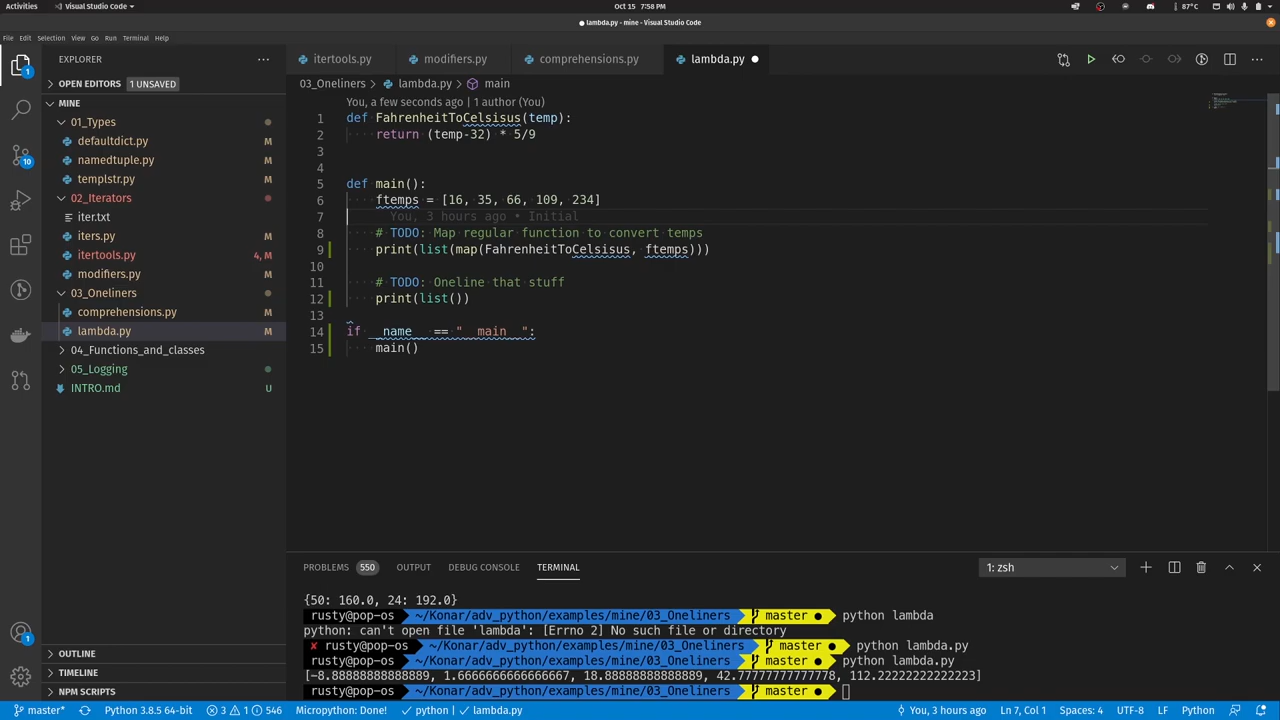 Activities
Visual Studio Code
Oct 15 7:58 PM
87°C
● lambda.py - mine - Visual Studio Code
File Edit Selection View Go Run Terminal Help
EXPLORER
OPEN EDITORS 1 UNSAVED
MINE
01_Types
defaultdict.py M
namedtuple.py M
templstr.py M
02_Iterators
iter.txt
iters.py M
itertools.py 4, M
modifiers.py M
03_Oneliners
comprehensions.py M
lambda.py M
04_Functions_and_classes
05_Logging
INTRO.md U
OUTLINE
TIMELINE
NPM SCRIPTS
1
10
1
itertools.py modifiers.py comprehensions.py lambda.py ●
03_Oneliners > lambda.py > main
You, a few seconds ago | 1 author (You)
1 def FahrenheitToCelsisus(temp):
2 return (temp-32) * 5/9
3
4
5 def main():
6 ftemps = [16, 35, 66, 109, 234]
7 You, 3 hours ago • Initial
8 # TODO: Map regular function to convert temps
9 print(list(map(FahrenheitToCelsisus, ftemps)))
10
11 # TODO: Oneline that stuff
12 print(list())
13
14 if __name__ == "__main__":
15 main()
PROBLEMS 550 OUTPUT DEBUG CONSOLE TERMINAL
1: zsh
{50: 160.0, 24: 192.0}
rusty@pop-os ~/Konar/adv_python/examples/mine/03_Oneliners master ● python lambda
python: can't open file 'lambda': [Errno 2] No such file or directory
✘ rusty@pop-os ~/Konar/adv_python/examples/mine/03_Oneliners master ● python lambda.py
rusty@pop-os ~/Konar/adv_python/examples/mine/03_Oneliners master ● python lambda.py
[-8.88888888888889, 1.6666666666666667, 18.88888888888889, 42.77777777777778, 112.22222222222223]
rusty@pop-os ~/Konar/adv_python/examples/mine/03_Oneliners master ●
master* Python 3.8.5 64-bit 3 1 546 Micropython: Done! ✓ python | ✓ lambda.py You, 3 hours ago Ln 7, Col 1 Spaces: 4 UTF-8 LF Python